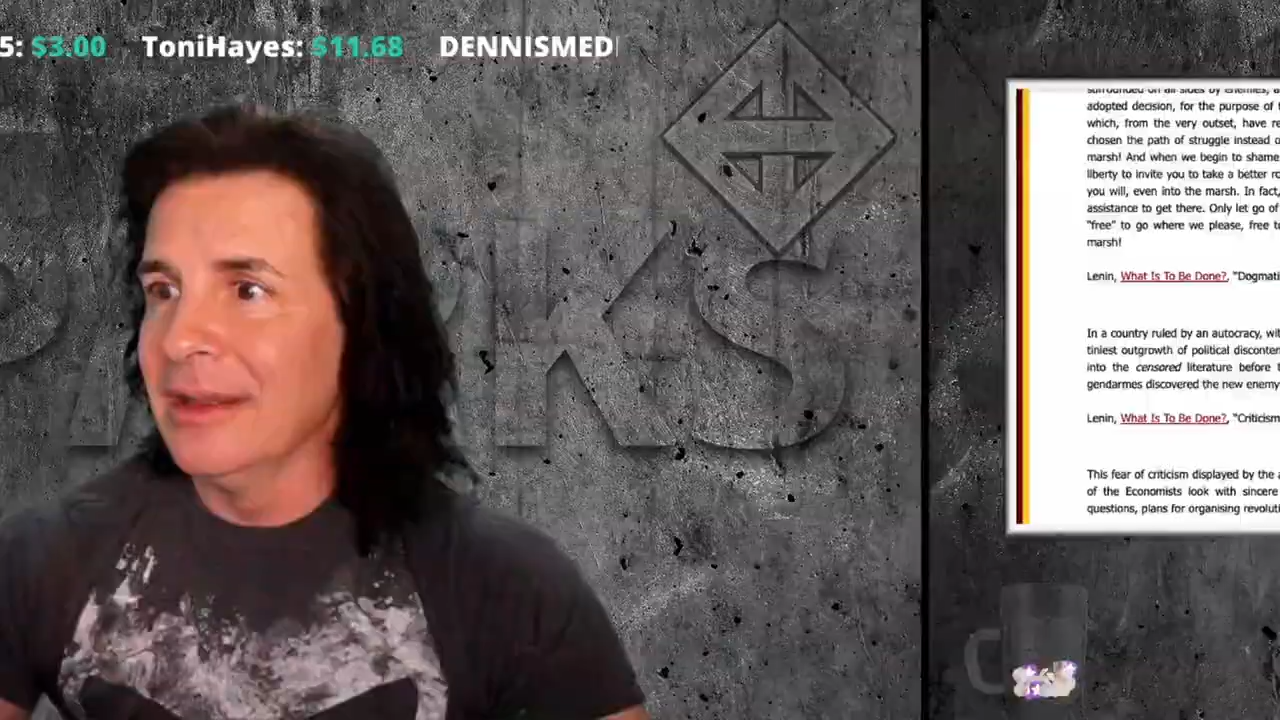 5: $3.00 ToniHayes: $11.68 DENNISMED
RKS
surrounded on all sides by enemies, a
adopted decision, for the purpose of
which, from the very outset, have re
chosen the path of struggle instead o
marsh! And when we begin to shame
liberty to invite you to take a better ro
you will, even into the marsh. In fact,
assistance to get there. Only let go of
"free" to go where we please, free to
marsh!
Lenin, What Is To Be Done?, "Dogmati
In a country ruled by an autocracy, wit
tiniest outgrowth of political disconten
into the censored literature before t
gendarmes discovered the new enemy
Lenin, What Is To Be Done?, "Criticism
This fear of criticism displayed by the a
of the Economists look with sincere
questions, plans for organising revoluti